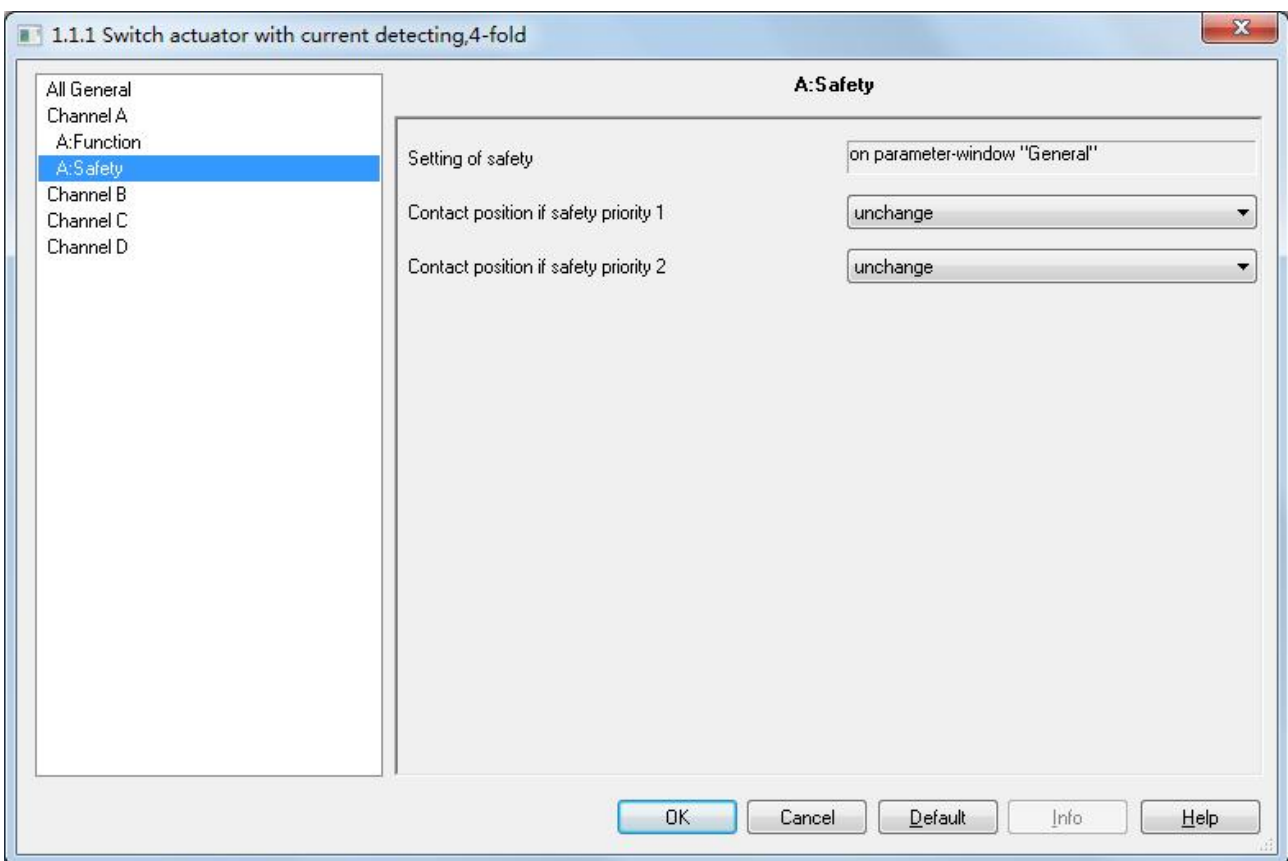 1.1.1 Switch actuator with current detecting,4-fold
x
All General
Channel A
A:Function
A:Safety
Channel B
Channel C
Channel D
A:Safety
Setting of safety
on parameter-window "General"
Contact position if safety priority 1
unchange
Contact position if safety priority 2
unchange
OK Cancel Default Info Help